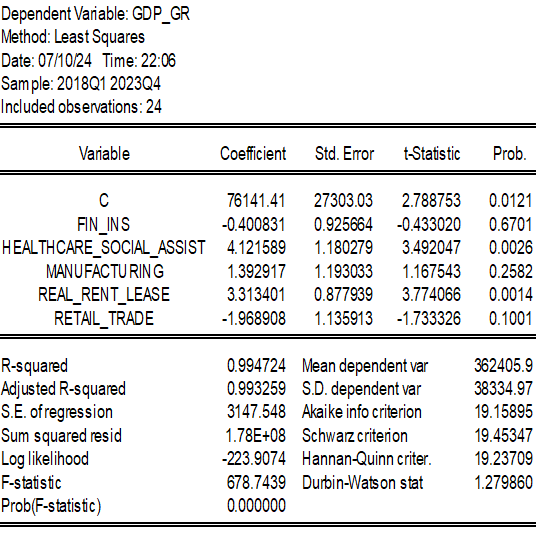 Dependent Variable: GDP_GR
Method: Least Squares
Date: 07/10/24 Time: 22:06
Sample: 2018Q1 2023Q4
Included observations: 24
Variable Coefficient Std. Error t-Statistic Prob.
C 76141.41 27303.03 2.788753 0.0121
FIN_INS -0.400831 0.925664 -0.433020 0.6701
HEALTHCARE_SOCIAL_ASSIST 4.121589 1.180279 3.492047 0.0026
MANUFACTURING 1.392917 1.193033 1.167543 0.2582
REAL_RENT_LEASE 3.313401 0.877939 3.774066 0.0014
RETAIL_TRADE -1.968908 1.135913 -1.733326 0.1001
R-squared 0.994724 Mean dependent var 362405.9
Adjusted R-squared 0.993259 S.D. dependent var 38334.97
S.E. of regression 3147.548 Akaike info criterion 19.15895
Sum squared resid 1.78E+08 Schwarz criterion 19.45347
Log likelihood -223.9074 Hannan-Quinn criter. 19.23709
F-statistic 678.7439 Durbin-Watson stat 1.279860
Prob(F-statistic) 0.000000